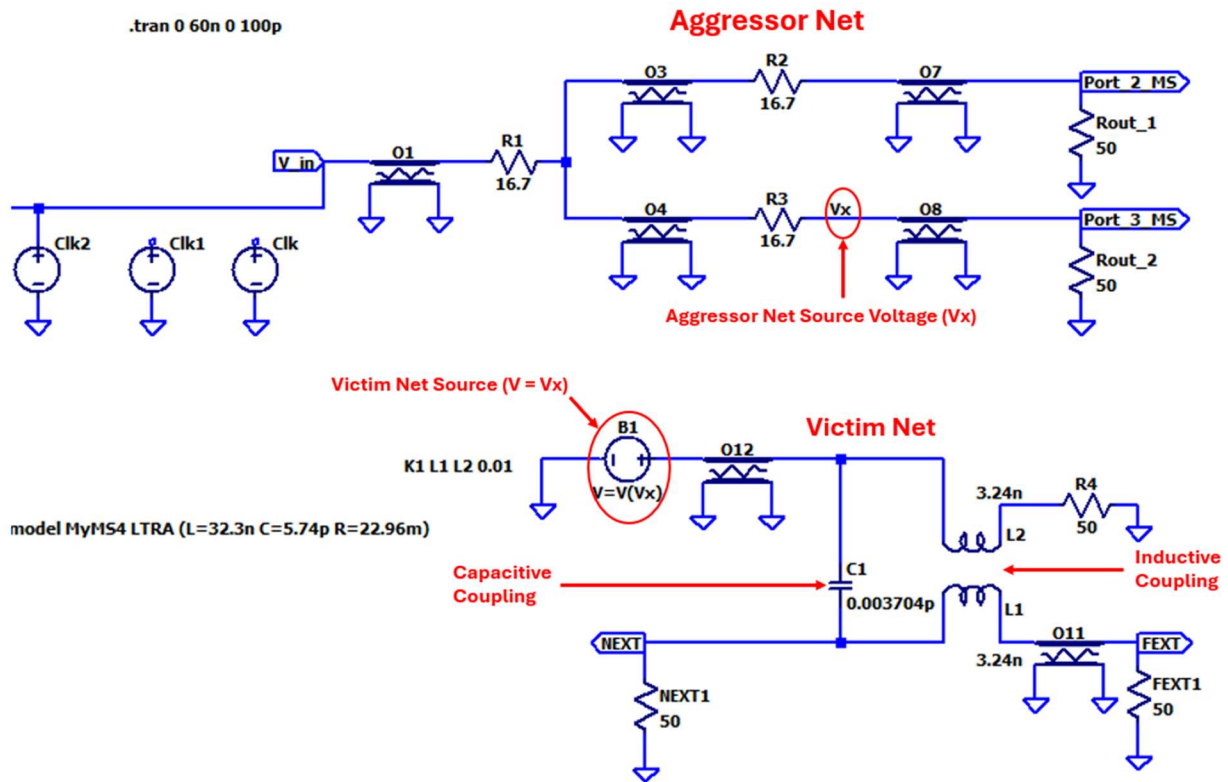 .tran 0 60n 0 100p
Aggressor Net
O3
R2
16.7
O7
Port_2_MS
Rout_1
50
V_in
O1
R1
16.7
O4
R3
16.7
Vx
O8
Port_3_MS
Rout_2
50
Clk2
Clk1
Clk
Aggressor Net Source Voltage (Vx)
Victim Net Source (V = Vx)
Victim Net
B1
V=V(Vx)
O12
K1 L1 L2 0.01
3.24n
L2
R4
50
model MyMS4 LTRA (L=32.3n C=5.74p R=22.96m)
Capacitive
Coupling
C1
0.003704p
Inductive
Coupling
L1
3.24n
NEXT
NEXT1
50
O11
FEXT
FEXT1
50